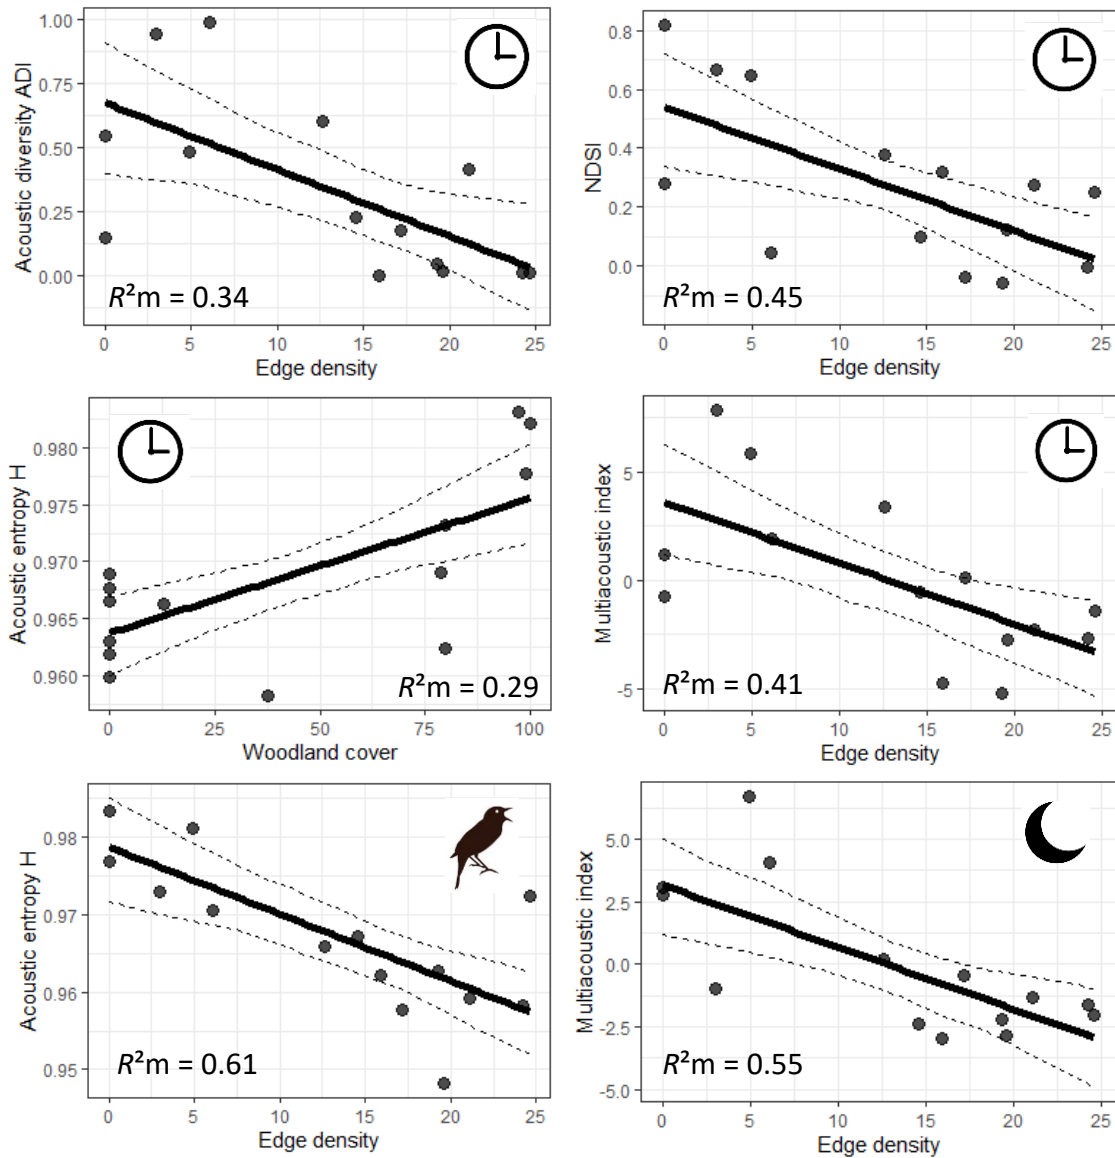 1.00
0.75
0.50
0.25
0.00
Acoustic diversity ADI
R²m = 0.34
0 5 10 15 20 25
Edge density
0.8
0.6
0.4
0.2
0.0
NDSI
R²m = 0.45
0 5 10 15 20 25
Edge density
0.980
0.975
0.970
0.965
0.960
Acoustic entropy H
R²m = 0.29
0 25 50 75 100
Woodland cover
5
0
-5
Multiacoustic index
R²m = 0.41
0 5 10 15 20 25
Edge density
0.98
0.97
0.96
0.95
Acoustic entropy H
R²m = 0.61
0 5 10 15 20 25
Edge density
5.0
2.5
0.0
-2.5
-5.0
Multiacoustic index
R²m = 0.55
0 5 10 15 20 25
Edge density